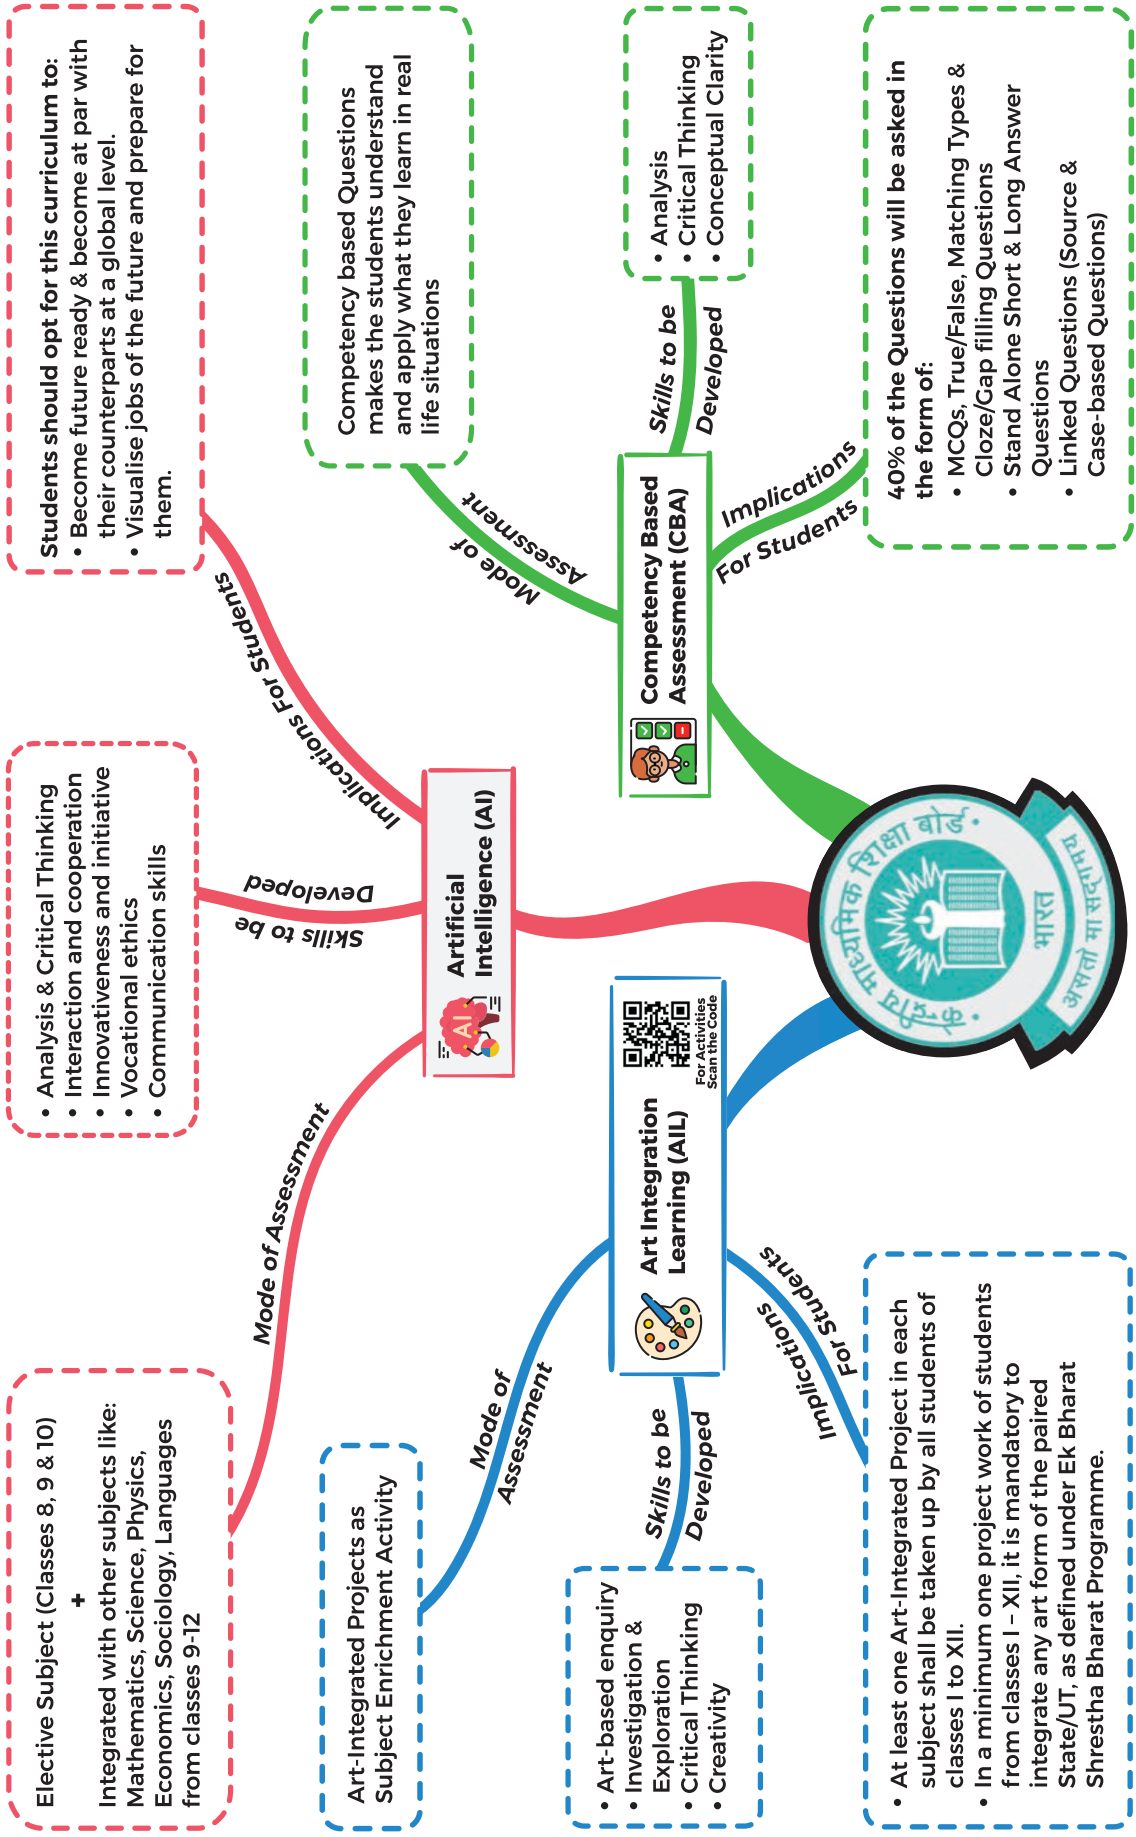 Elective Subject (Classes 8, 9 & 10)
+
Integrated with other subjects like:
Mathematics, Science, Physics,
Economics, Sociology, Languages
from classes 9-12
Mode of Assessment
• Analysis & Critical Thinking
• Interaction and cooperation
• Innovativeness and initiative
• Vocational ethics
• Communication skills
Skills to be
Developed
Students should opt for this curriculum to:
• Become future ready & become at par with
their counterparts at a global level.
• Visualise jobs of the future and prepare for
them.
Implications For Students
AI
Artificial
Intelligence (AI)
Art-Integrated Projects as
Subject Enrichment Activity
Mode of
Assessment
• Art-based enquiry
• Investigation &
Exploration
• Critical Thinking
• Creativity
Skills to be
Developed
Art Integration
Learning (AIL)
For Activities
Scan the Code
Implications
For Students
• At least one Art-Integrated Project in each
subject shall be taken up by all students of
classes I to XII.
• In a minimum one project work of students
from classes I – XII, it is mandatory to
integrate any art form of the paired
State/UT, as defined under Ek Bharat
Shrestha Bharat Programme.
Competency based Questions
makes the students understand
and apply what they learn in real
life situations
Mode of
Assessment
Competency Based
Assessment (CBA)
Skills to be
Developed
• Analysis
• Critical Thinking
• Conceptual Clarity
Implications
For Students
40% of the Questions will be asked in
the form of:
• MCQs, True/False, Matching Types &
Cloze/Gap filling Questions
• Stand Alone Short & Long Answer
Questions
• Linked Questions (Source &
Case-based Questions)
केन्द्रीय माध्यमिक शिक्षा बोर्ड
भारत
असतो मा सद्गमय